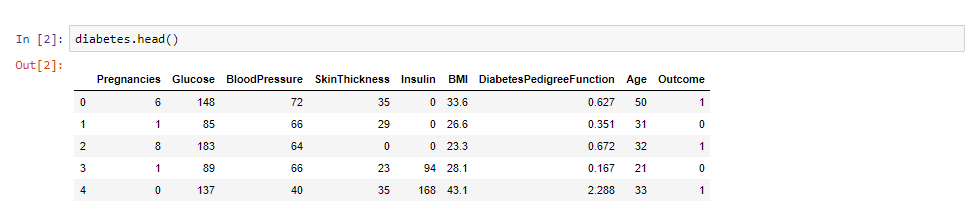 In [2]: diabetes.head()
Out[2]:
Pregnancies Glucose BloodPressure SkinThickness Insulin BMI DiabetesPedigreeFunction Age Outcome
0 6 148 72 35 0 33.6 0.627 50 1
1 1 85 66 29 0 26.6 0.351 31 0
2 8 183 64 0 0 23.3 0.672 32 1
3 1 89 66 23 94 28.1 0.167 21 0
4 0 137 40 35 168 43.1 2.288 33 1